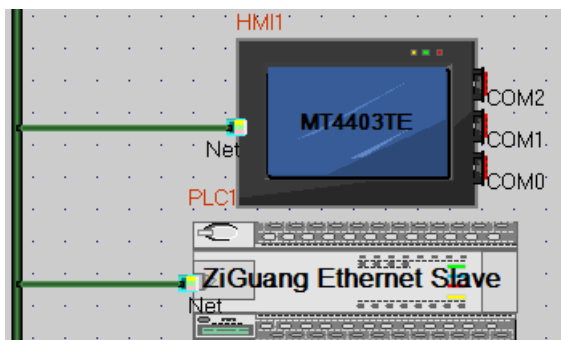 HMI1
MT4403TE
COM2
COM1
COM0
Net
PLC1
ZiGuang Ethernet Slave
Net